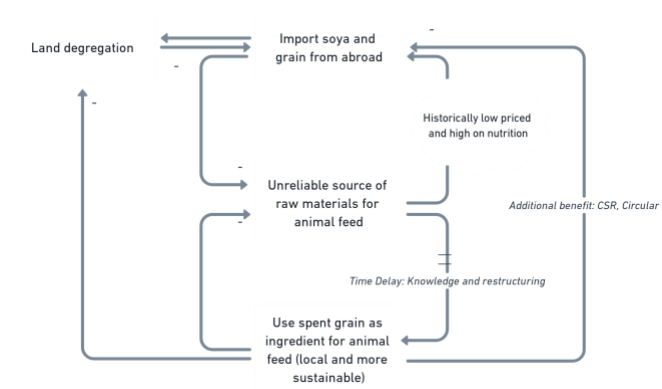 -
Import soya and
grain from abroad
Land degregation
-
-
Historically low priced
and high on nutrition
-
Unreliable source of
raw materials for
animal feed
-
Additional benefit: CSR, Circular
Time Delay: Knowledge and restructuring
Use spent grain as
ingredient for animal
feed (local and more
sustainable)